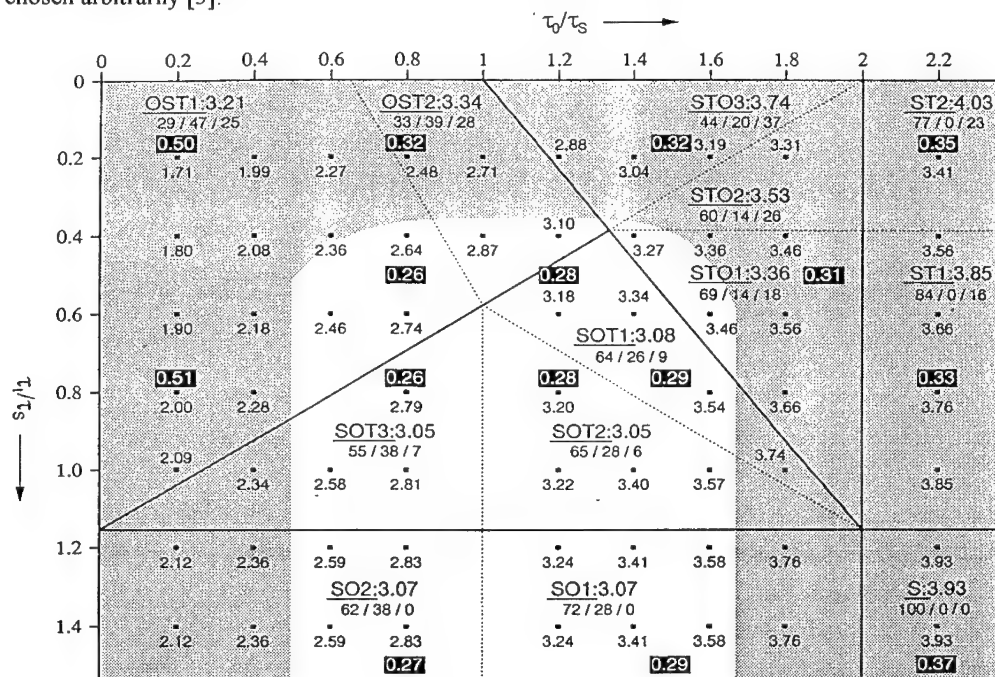 chosen arbitrarily [3].
τ₀/τₛ
0 0.2 0.4 0.6 0.8 1 1.2 1.4 1.6 1.8 2 2.2
0
OST1:3.21 OST2:3.34 STO3:3.74 ST2:4.03
29 / 47 / 25 33 / 39 / 28 44 / 20 / 37 77 / 0 / 23
0.50 0.32 2.88 0.32 3.19 3.31 0.35
0.2
1.71 1.99 2.27 2.48 2.71 3.04 3.41
STO2:3.53
60 / 14 / 26
3.10
0.4
1.80 2.08 2.36 2.64 2.87 3.27 3.36 3.46 3.56
0.26 0.28 STO1:3.36 0.31 ST1:3.85
3.18 3.34 69 / 14 / 18 84 / 0 / 16
0.6
1.90 2.18 2.46 2.74 3.46 3.56 3.66
SOT1:3.08
64 / 26 / 9
0.51 0.26 0.28 0.29 0.33
τ₁/τₛ
0.8
2.00 2.28 2.79 3.20 3.54 3.66 3.76
SOT3:3.05 SOT2:3.05
55 / 38 / 7 65 / 28 / 6
2.09 3.74
1.0
2.34 2.58 2.81 3.22 3.40 3.57 3.85
1.2
2.12 2.36 2.59 2.83 3.24 3.41 3.58 3.76 3.93
SO2:3.07 SO1:3.07 S:3.93
62 / 38 / 0 72 / 28 / 0 100 / 0 / 0
1.4
2.12 2.36 2.59 2.83 3.24 3.41 3.58 3.76 3.93
0.27 0.29 0.37